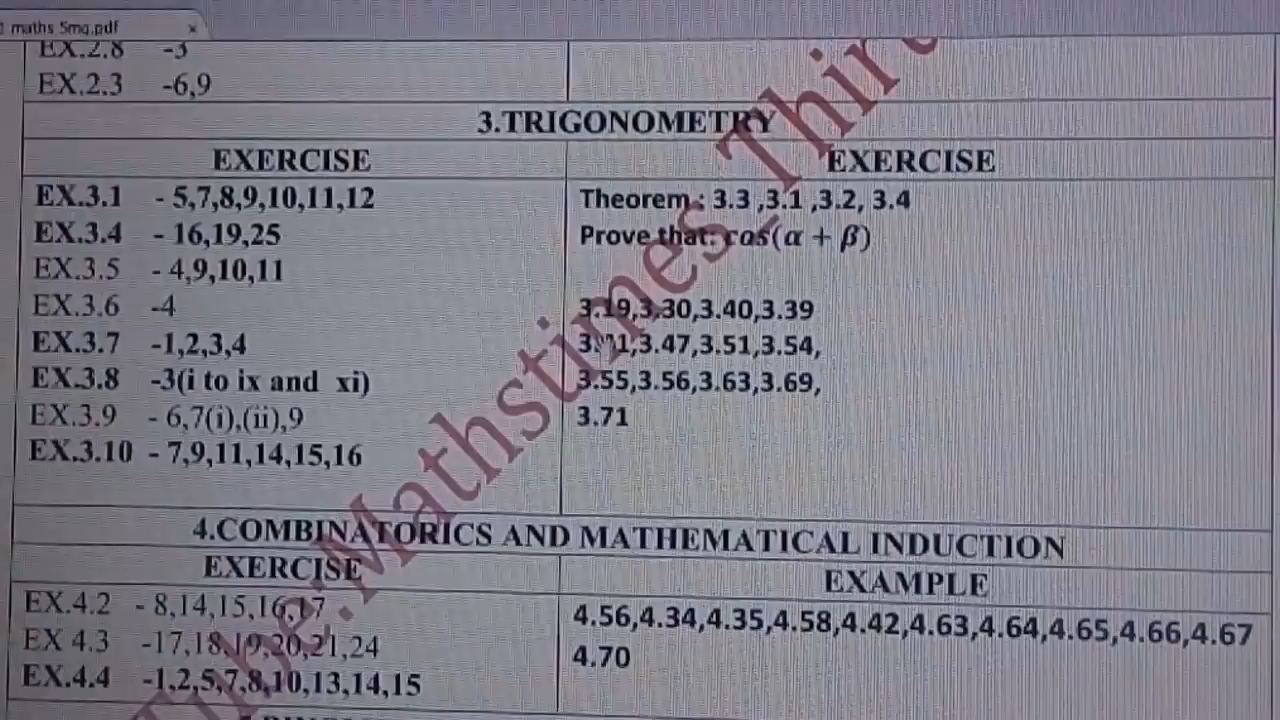 maths 5mq.pdf ×
EX.2.8 -3
EX.2.3 -6,9
3.TRIGONOMETRY
EXERCISE EXERCISE
EX.3.1 - 5,7,8,9,10,11,12
EX.3.4 - 16,19,25
EX.3.5 - 4,9,10,11
EX.3.6 -4
EX.3.7 -1,2,3,4
EX.3.8 -3(i to ix and xi)
EX.3.9 - 6,7(i),(ii),9
EX.3.10 - 7,9,11,14,15,16
Theorem : 3.3 ,3.1 ,3.2, 3.4
Prove that: cos(α + β)
3.19,3.30,3.40,3.39
3.47,3.51,3.54,
3.55,3.56,3.63,3.69,
3.71
4.COMBINATORICS AND MATHEMATICAL INDUCTION
EXERCISE EXAMPLE
EX.4.2 - 8,14,15,16,17
EX 4.3 -17,18,19,20,21,24
EX.4.4 -1,2,5,7,8,10,13,14,15
4.56,4.34,4.35,4.58,4.42,4.63,4.64,4.65,4.66,4.67
4.70
Mathstimes